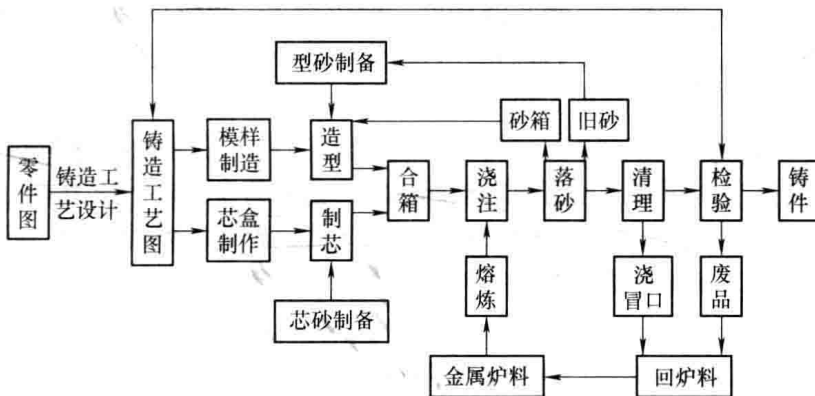 型砂制备
砂箱
旧砂
零件图
铸造工
艺设计
铸造工艺图
模样
制造
造型
芯盒
制作
制芯
合箱
浇注
落砂
清理
检验
铸件
芯砂制备
熔炼
浇
冒口
废品
金属炉料
回炉料